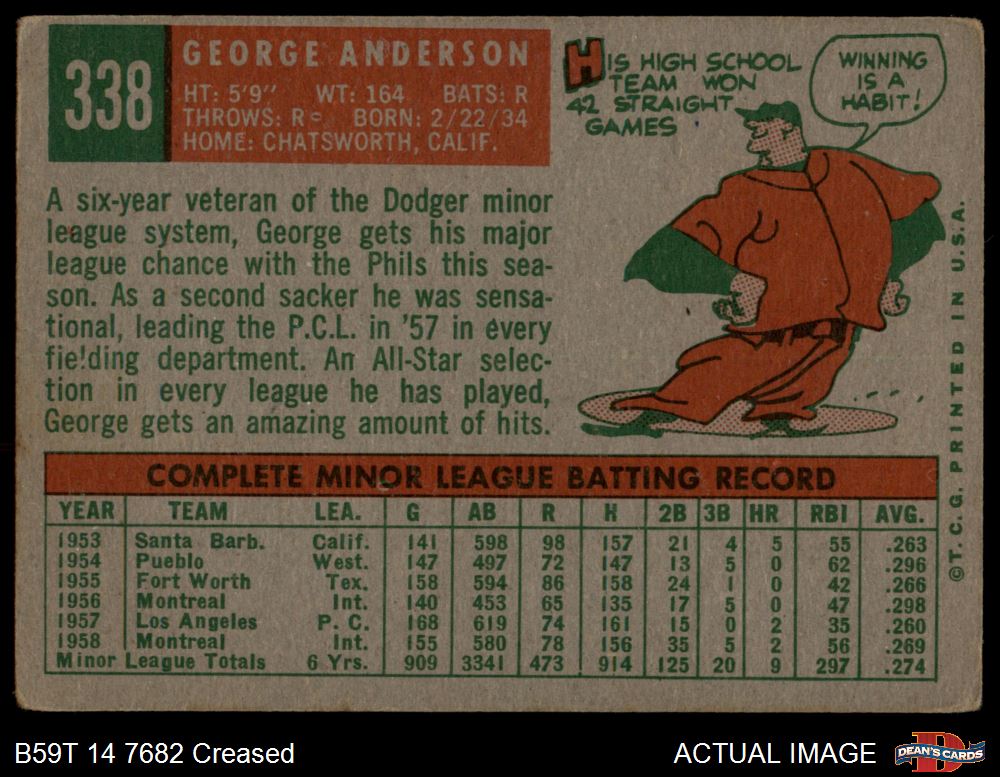 338
GEORGE ANDERSON
HT: 5'9" WT: 164 BATS: R
THROWS: R BORN: 2/22/34
HOME: CHATSWORTH, CALIF.
HIS HIGH SCHOOL
TEAM WON
42 STRAIGHT
GAMES
WINNING
IS A
HABIT!
A six-year veteran of the Dodger minor
league system, George gets his major
league chance with the Phils this sea-
son. As a second sacker he was sensa-
tional, leading the P.C.L. in '57 in every
fielding department. An All-Star selec-
tion in every league he has played,
George gets an amazing amount of hits.
COMPLETE MINOR LEAGUE BATTING RECORD
YEAR TEAM LEA. G AB R H 2B 3B HR RBI AVG.
1953 Santa Barb. Calif. 141 598 98 157 21 4 5 55 .263
1954 Pueblo West. 147 497 72 147 13 5 0 62 .296
1955 Fort Worth Tex. 158 594 86 158 24 1 0 42 .266
1956 Montreal Int. 140 453 65 135 17 5 0 47 .298
1957 Los Angeles P. C. 168 619 74 161 15 0 2 35 .260
1958 Montreal Int. 155 580 78 156 35 5 2 56 .269
Minor League Totals 6 Yrs. 909 3341 473 914 125 20 9 297 .274
©T.C.G. PRINTED IN U.S.A.
B59T 14 7682 Creased
ACTUAL IMAGE
D
DEAN'S CARDS